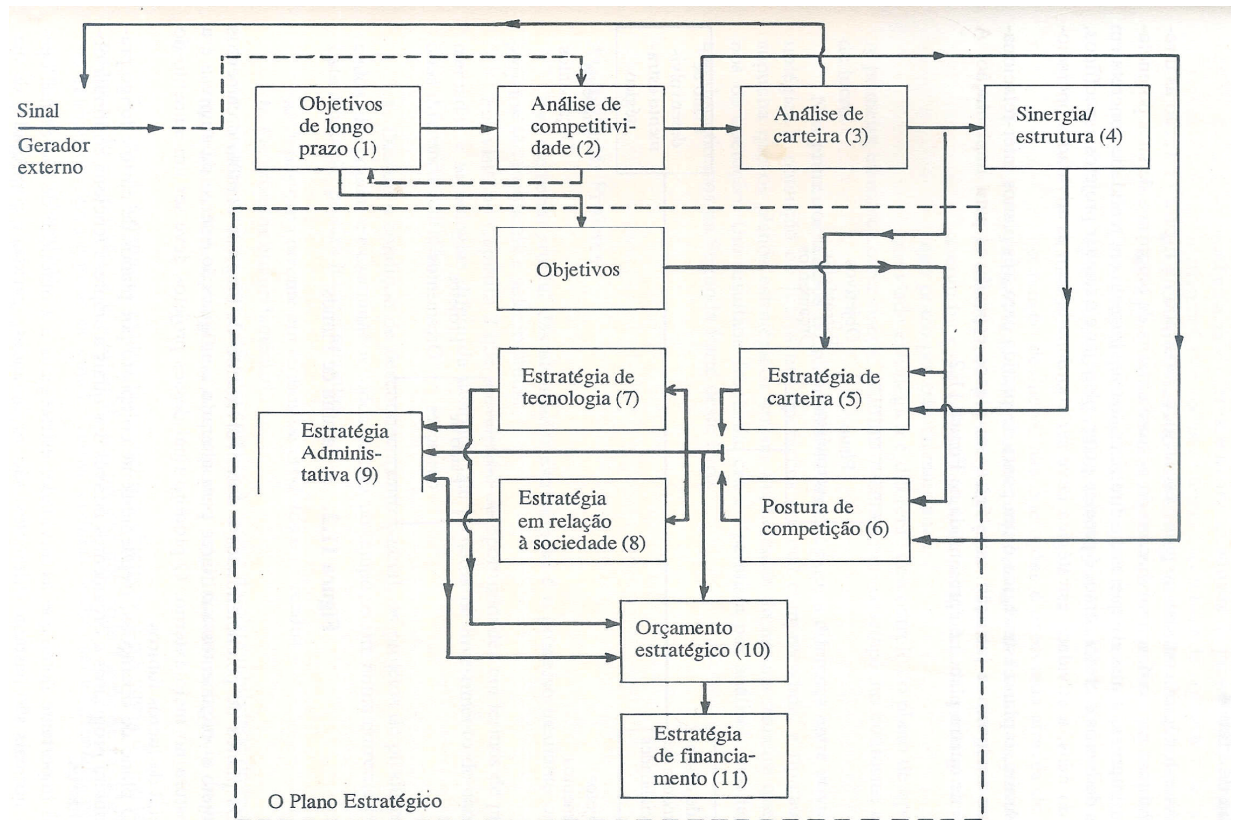 Sinal
Gerador
externo
Objetivos
de longo
prazo (1)
Análise de
competitivi-
dade (2)
Análise de
carteira (3)
Sinergia/
estrutura (4)
Objetivos
Estratégia de
tecnologia (7)
Estratégia de
carteira (5)
Estratégia
Adminis-
trativa (9)
Estratégia
em relação
à sociedade (8)
Postura de
competição (6)
Orçamento
estratégico (10)
Estratégia
de financia-
mento (11)
O Plano Estratégico